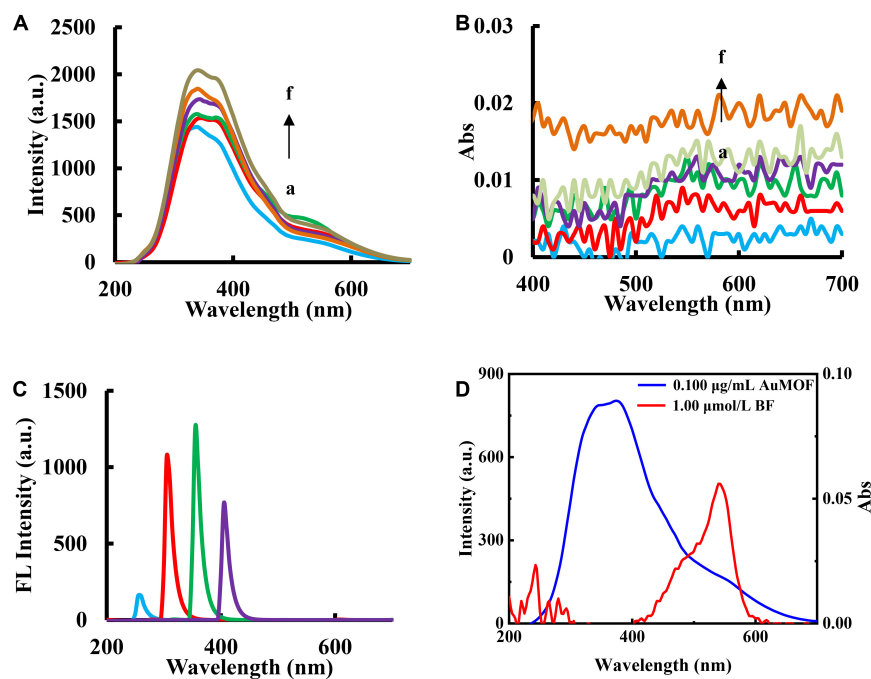 A
Intensity (a.u.)
2500
2000
1500
1000
500
0
f
a
200 400 600
Wavelength (nm)
B
Abs
0.03
0.02
0.01
0
f
a
400 500 600 700
Wavelength (nm)
C
FL Intensity (a.u.)
1500
1000
500
0
200 400 600
Wavelength (nm)
D
Intensity (a.u.)
900
600
300
0
0.100 μg/mL AuMOF
1.00 μmol/L BF
0.10
0.05
0.00
Abs
200 400 600
Wavelength (nm)